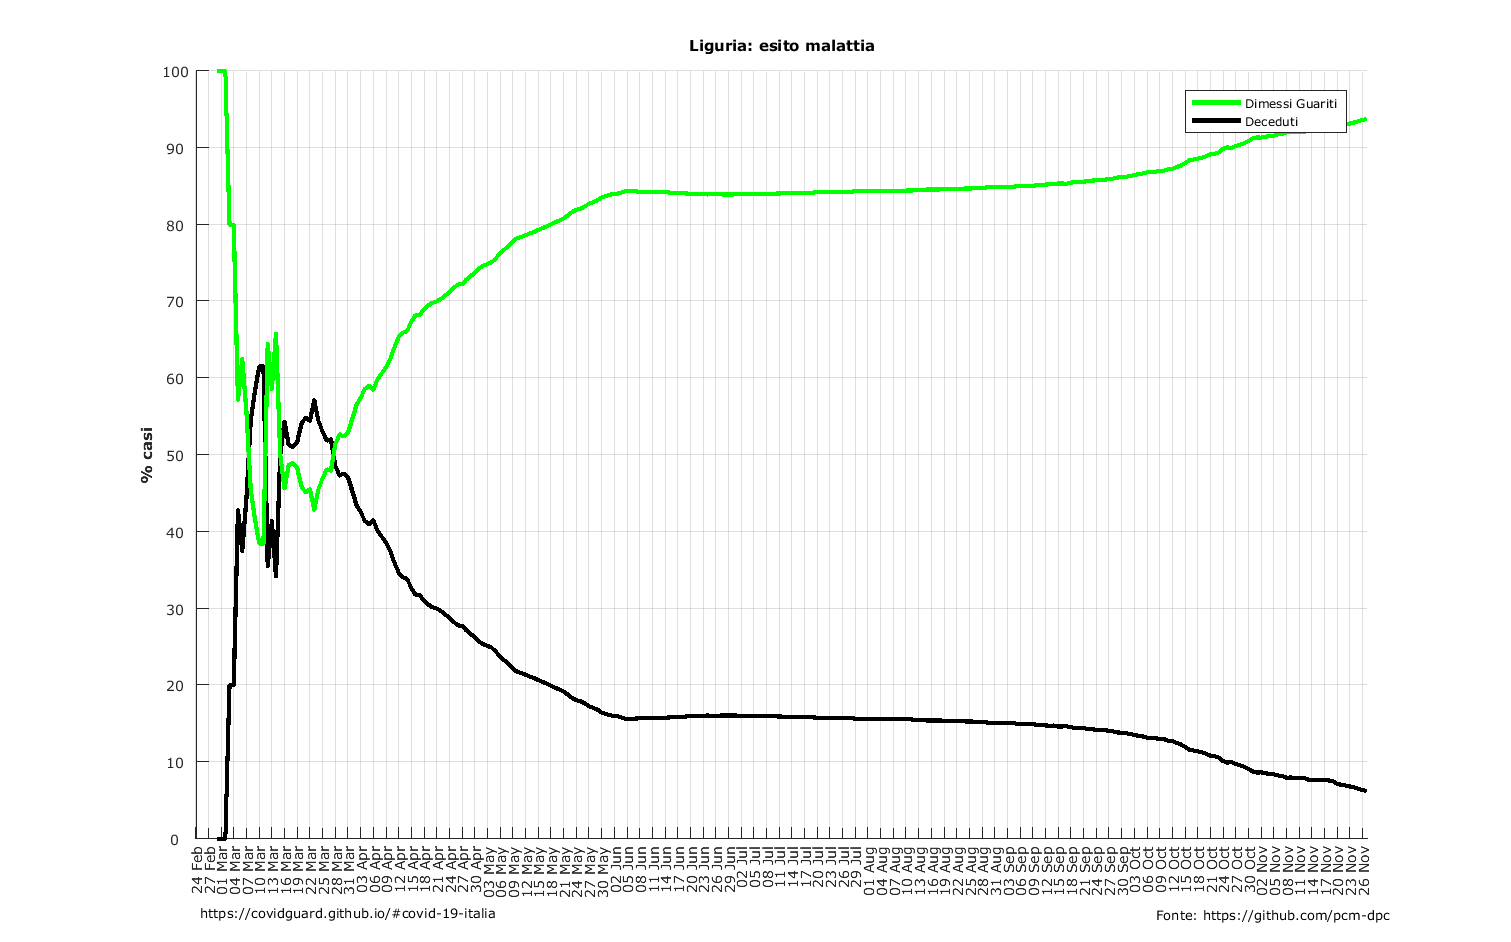 Liguria: esito malattia
100
90
80
70
60
50
40
30
20
10
0
% casi
Dimessi Guariti
Deceduti
24 Feb
27 Feb
01 Mar
04 Mar
07 Mar
10 Mar
13 Mar
16 Mar
19 Mar
22 Mar
25 Mar
28 Mar
31 Mar
03 Apr
06 Apr
09 Apr
12 Apr
15 Apr
18 Apr
21 Apr
24 Apr
27 Apr
30 Apr
03 May
06 May
09 May
12 May
15 May
18 May
21 May
24 May
27 May
30 May
02 Jun
05 Jun
08 Jun
11 Jun
14 Jun
17 Jun
20 Jun
23 Jun
26 Jun
29 Jun
02 Jul
05 Jul
08 Jul
11 Jul
14 Jul
17 Jul
20 Jul
23 Jul
26 Jul
29 Jul
01 Aug
04 Aug
07 Aug
10 Aug
13 Aug
16 Aug
19 Aug
22 Aug
25 Aug
28 Aug
31 Aug
03 Sep
06 Sep
09 Sep
12 Sep
15 Sep
18 Sep
21 Sep
24 Sep
27 Sep
30 Sep
03 Oct
06 Oct
09 Oct
12 Oct
15 Oct
18 Oct
21 Oct
24 Oct
27 Oct
30 Oct
02 Nov
05 Nov
08 Nov
11 Nov
14 Nov
17 Nov
20 Nov
23 Nov
26 Nov
https://covidguard.github.io/#covid-19-italia
Fonte: https://github.com/pcm-dpc